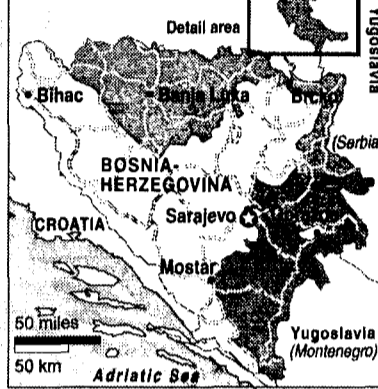 Detail area
Yugoslavia
Bihac
Banja Luka
Brcko
(Serbia
BOSNIA-
HERZEGOVINA
CROATIA
Sarajevo
Mostar
50 miles
50 km
Yugoslavia
(Montenegro)
Adriatic Sea